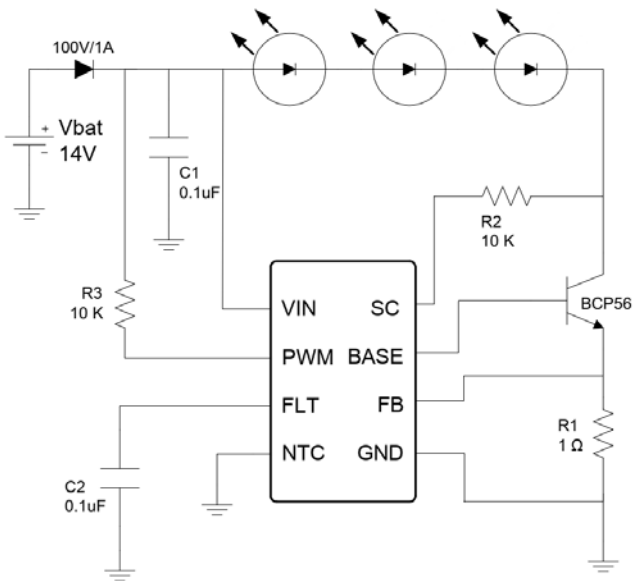 100V/1A
+ Vbat
- 14V
C1
0.1uF
R2
10 K
R3
10 K
VIN SC
BCP56
PWM BASE
FLT FB
R1
1 Ω
NTC GND
C2
0.1uF